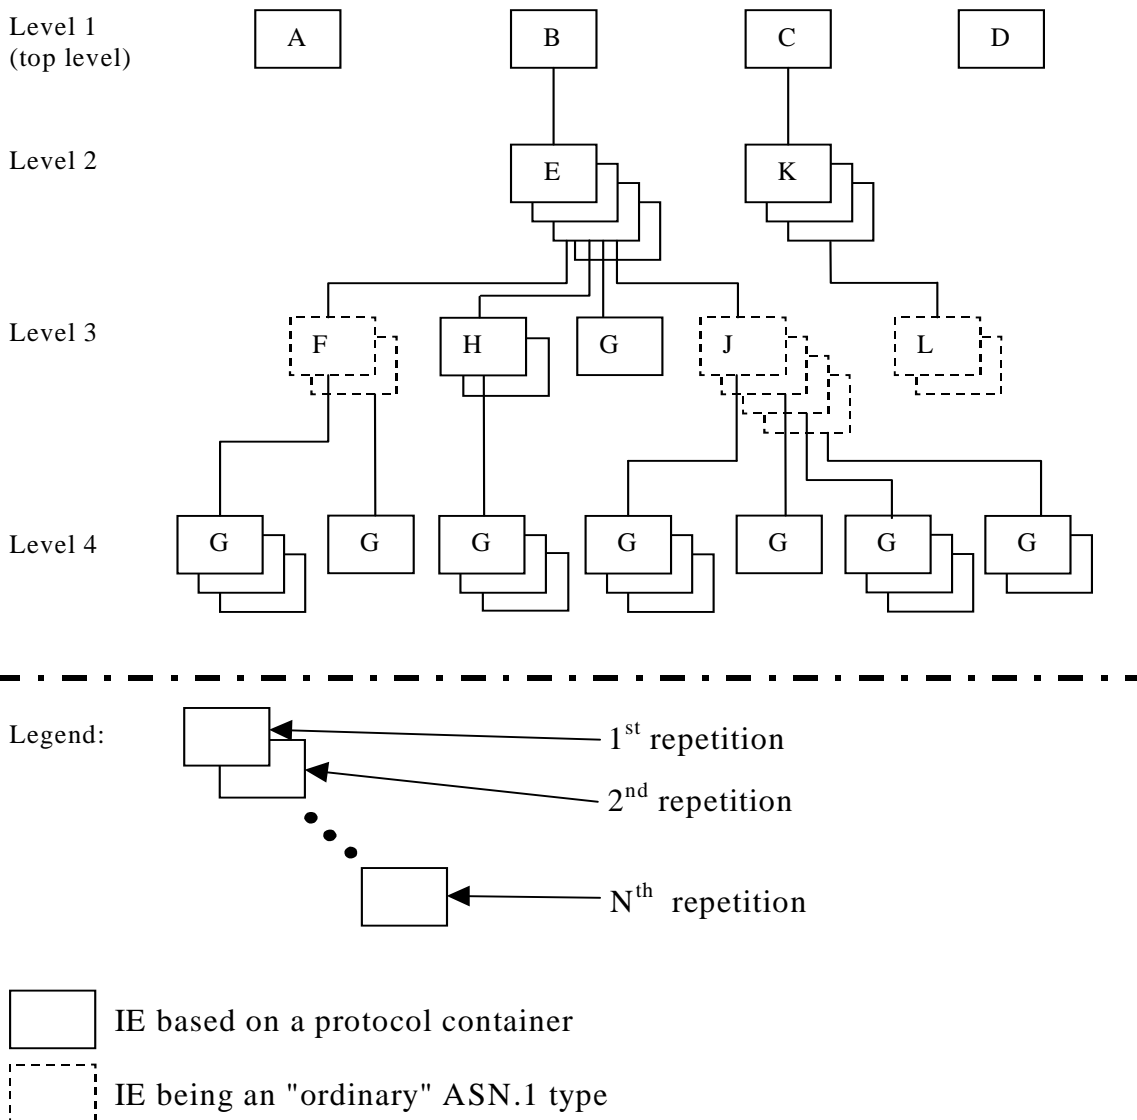 Level 1
(top level)
A B C D
Level 2
E K
Level 3
F H G J L
Level 4
G G G G G G G
Legend:
1st repetition
2nd repetition
Nth repetition
IE based on a protocol container
IE being an "ordinary" ASN.1 type